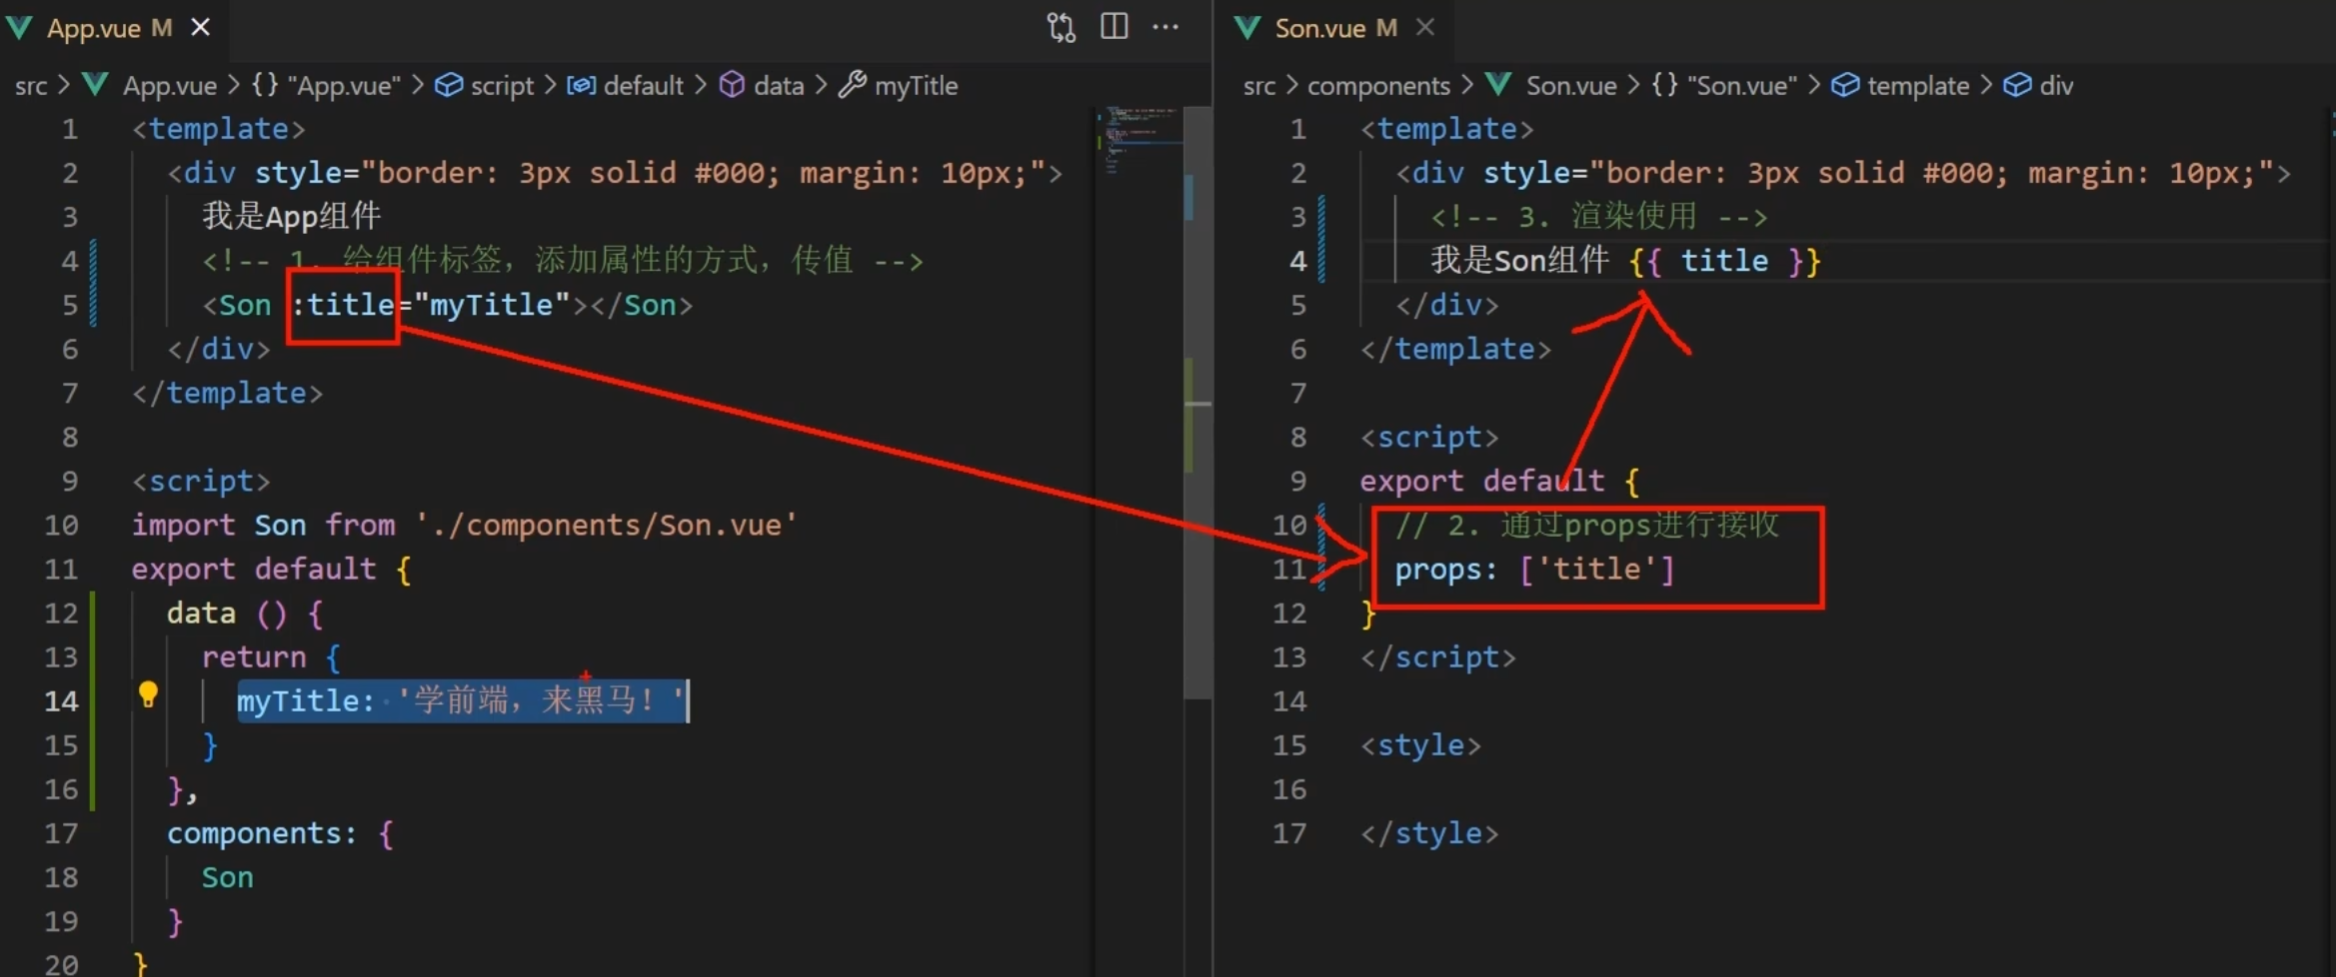 App.vue M
src > App.vue > {} "App.vue" > script > default > data > myTitle
1 <template>
2 <div style="border: 3px solid #000; margin: 10px;">
3 我是App组件
4 <!-- 1. 给组件标签，添加属性的方式，传值 -->
5 <Son :title="myTitle"></Son>
6 </div>
7 </template>
8
9 <script>
10 import Son from './components/Son.vue'
11 export default {
12 data () {
13 return {
14 myTitle: '学前端，来黑马！'
15 }
16 },
17 components: {
18 Son
19 }
20 }
Son.vue M
src > components > Son.vue > {} "Son.vue" > template > div
1 <template>
2 <div style="border: 3px solid #000; margin: 10px;">
3 <!-- 3. 渲染使用 -->
4 我是Son组件 {{ title }}
5 </div>
6 </template>
7
8 <script>
9 export default {
10 // 2. 通过props进行接收
11 props: ['title']
12 }
13 </script>
14
15 <style>
16
17 </style>